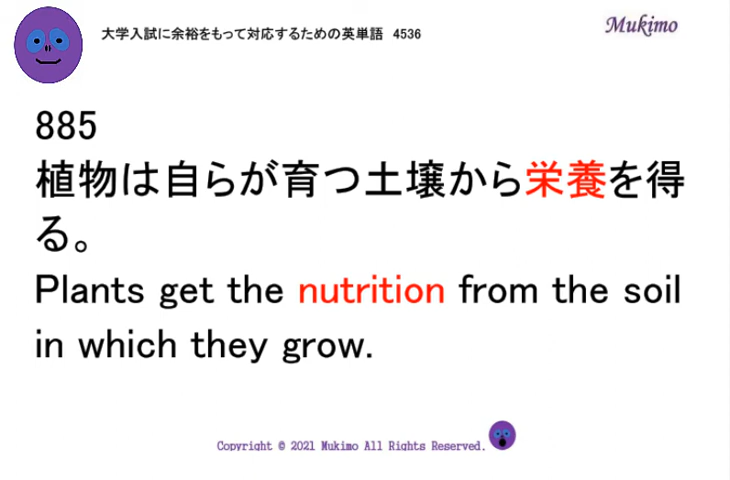 大学入試に余裕をもって対応するための英単語 4536
Mukimo
885
植物は自らが育つ土壌から栄養を得
る。
Plants get the nutrition from the soil
in which they grow.
Copyright © 2021 Mukimo All Rights Reserved.